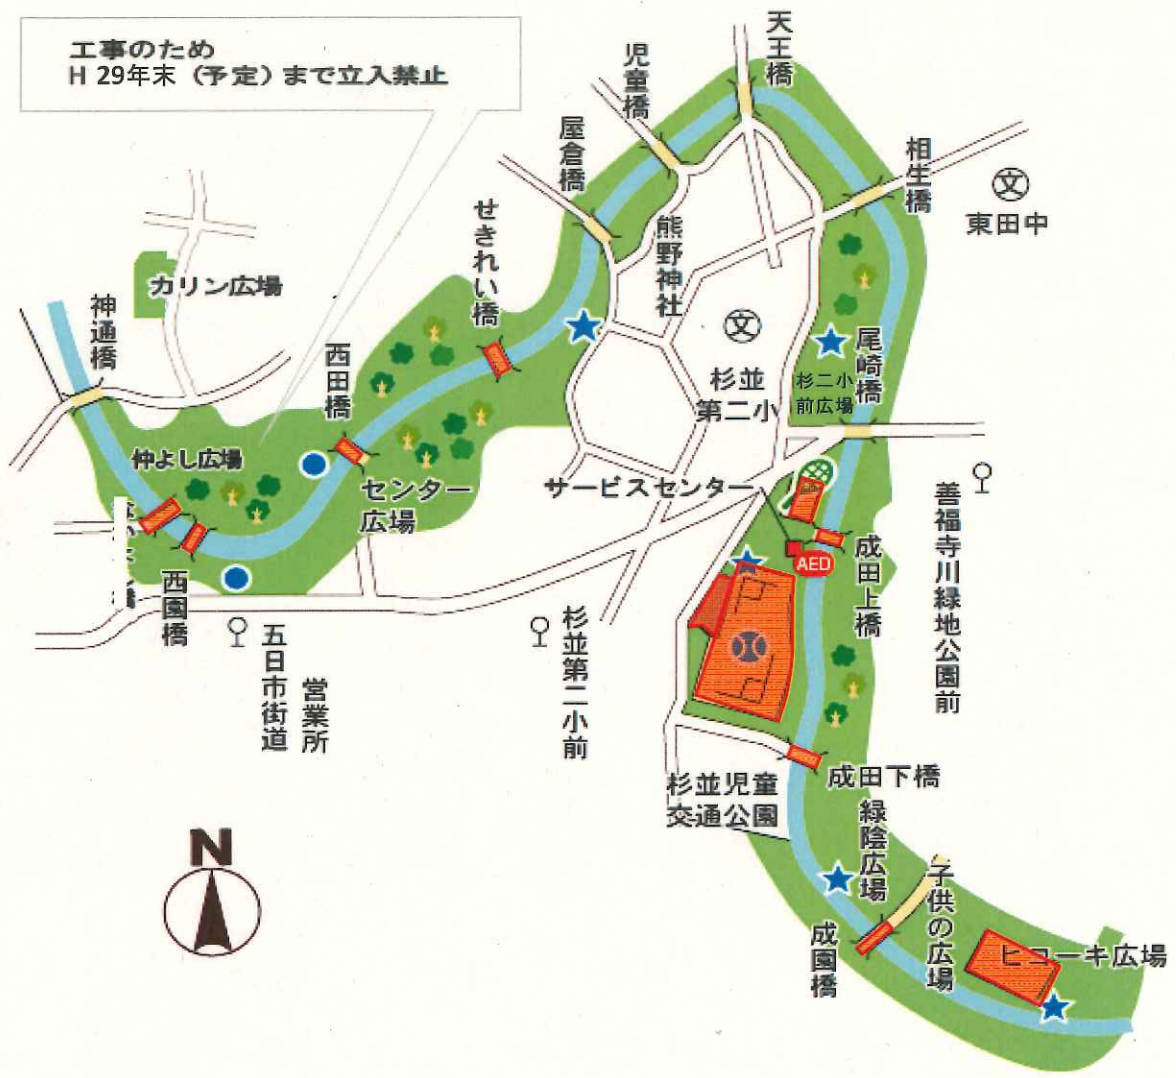 工事のため
H 29年末（予定）まで立入禁止
天王橋
児童橋
屋倉橋
相生橋
文
東田中
せきれい橋
熊野神社
カリン広場
神通橋
西田橋
文
杉並
第二小
尾崎橋
杉二小
前広場
仲よし広場
センター
広場
サービスセンター
善福寺川緑地公園前
AED
成田上橋
西園橋
五日市街道
営業所
杉並第二小前
成田下橋
杉並児童
交通公園
緑陰広場
子供の広場
成園橋
ヒコーキ広場
N